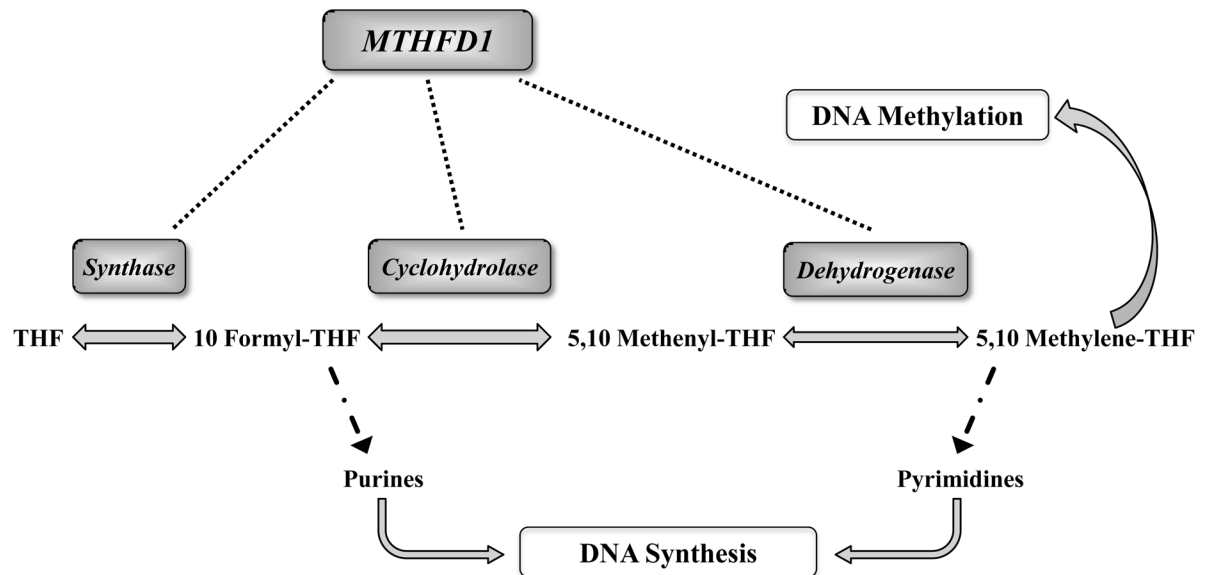 MTHFD1
DNA Methylation
Synthase
Cyclohydrolase
Dehydrogenase
THF
10 Formyl-THF
5,10 Methenyl-THF
5,10 Methylene-THF
Purines
Pyrimidines
DNA Synthesis